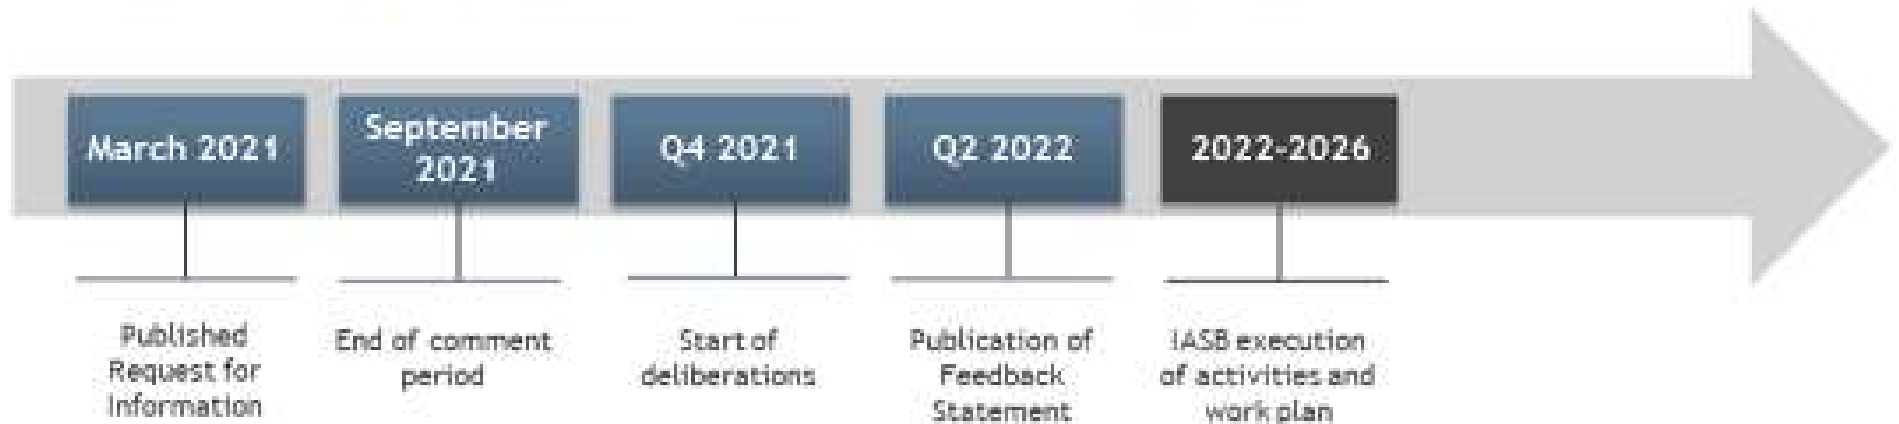 March 2021
September
2021
Q4 2021
Q2 2022
2022-2026
Published
Request for
Information
End of comment
period
Start of
deliberations
Publication of
Feedback
Statement
IASB execution
of activities and
work plan